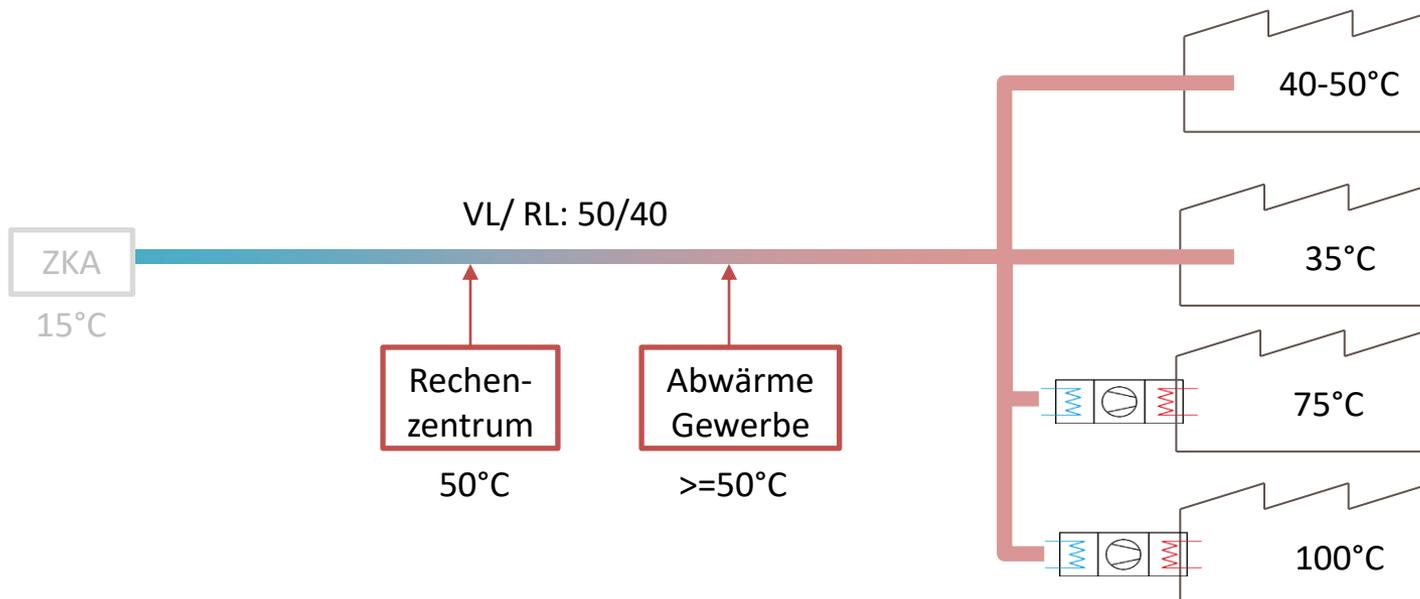 40-50°C
VL/ RL: 50/40
ZKA
35°C
15°C
Rechen-
zentrum
Abwärme
Gewerbe
75°C
50°C
>=50°C
100°C